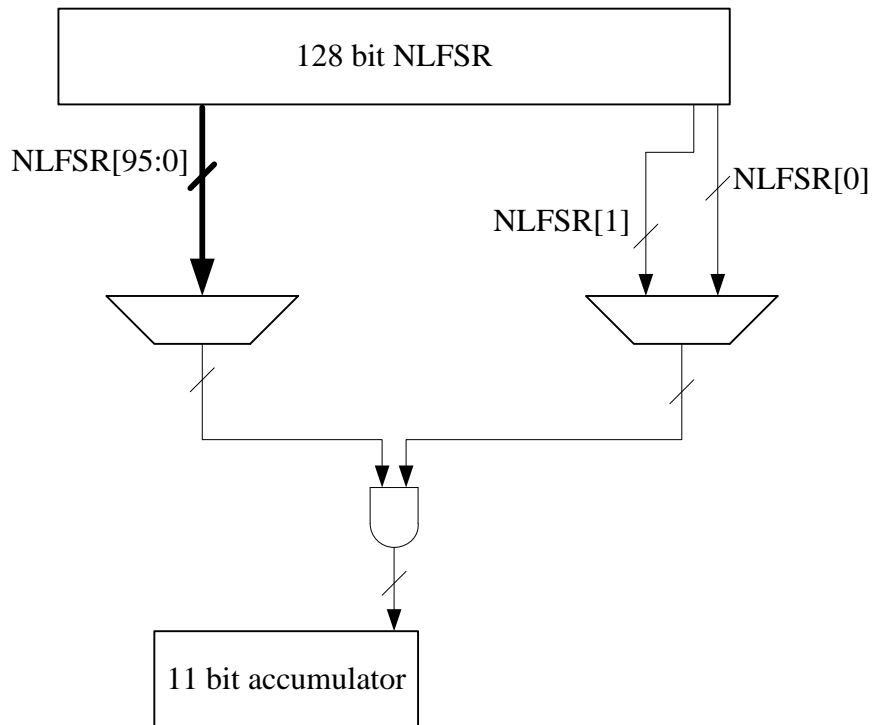 128 bit NLFSR
NLFSR[95:0]
NLFSR[0]
NLFSR[1]
11 bit accumulator